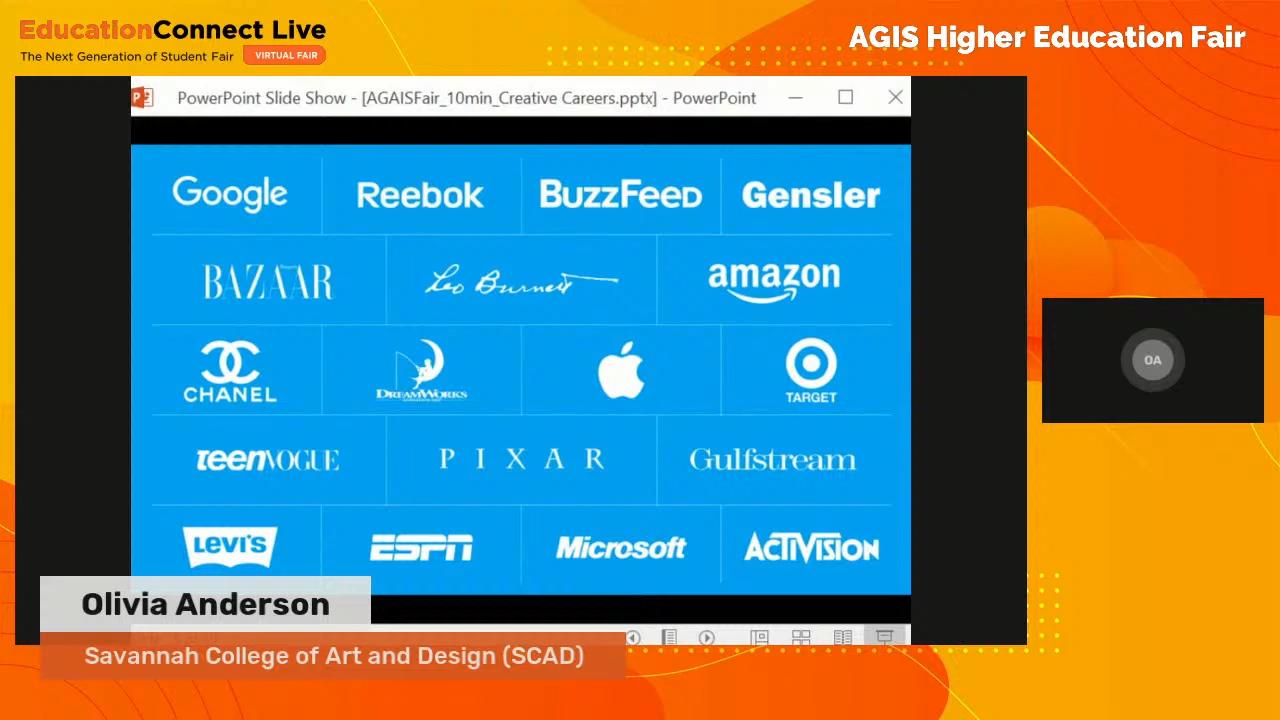 EducationConnect Live
The Next Generation of Student Fair VIRTUAL FAIR
AGIS Higher Education Fair
PowerPoint Slide Show - [AGAISFair_10min_Creative Careers.pptx] - PowerPoint
Google Reebok BuzzFeed Gensler
BAZAAR Leo Burnett amazon
CHANEL DREAMWORKS TARGET
teenVOGUE PIXAR Gulfstream
Levi's ESPN Microsoft ACTIVISION
OA
Olivia Anderson
Savannah College of Art and Design (SCAD)